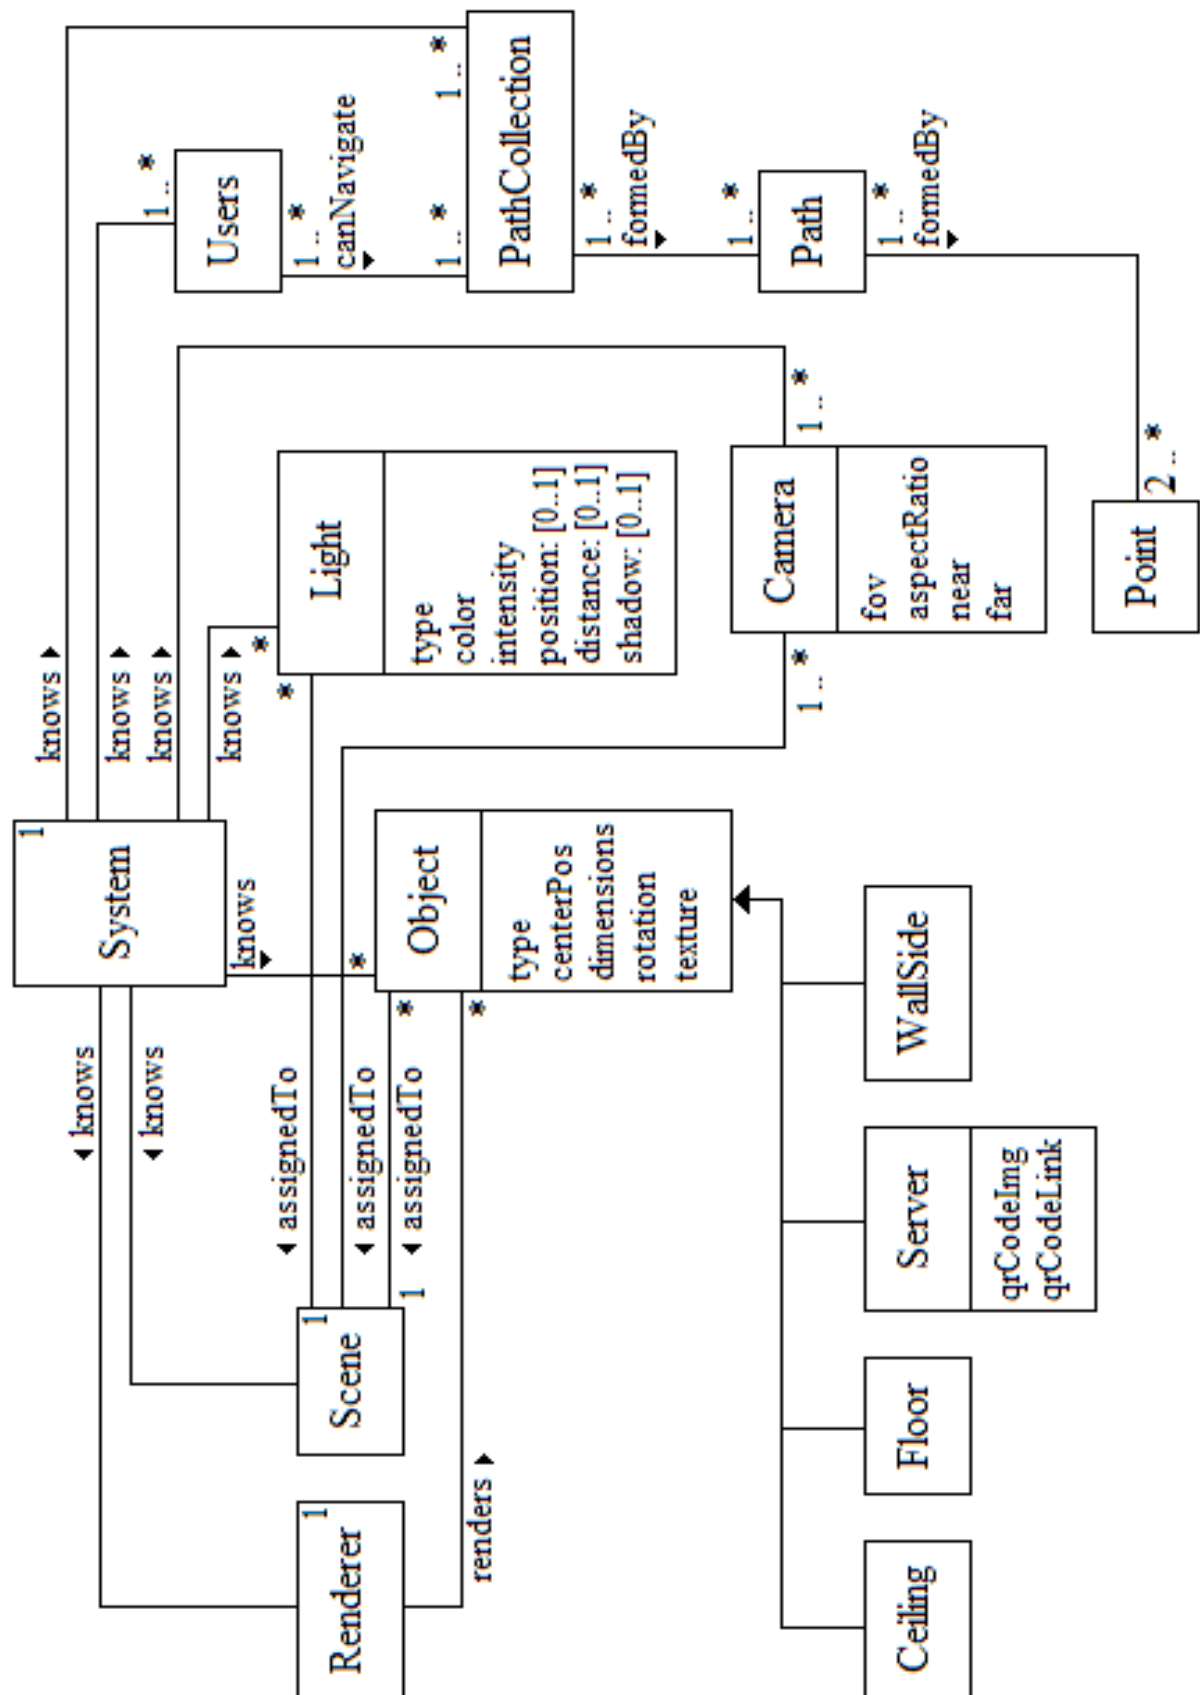 System
1
knows
knows
knows
knows
knows
knows
knows
Users
1 .. *
1 .. *
canNavigate
1 .. *
1 .. *
PathCollection
1 .. *
formedBy
1 .. *
Path
1 .. *
formedBy
2 .. *
Point
Light
type
color
intensity
position: [0..1]
distance: [0..1]
shadow: [0..1]
*
*
Camera
fov
aspectRatio
near
far
1 .. *
1 .. *
Object
type
centerPos
dimensions
rotation
texture
*
*
*
assignedTo
assignedTo
assignedTo
1
Scene
1
Renderer
1
renders
Ceiling
Floor
Server
qrCodeImg
qrCodeLink
WallSide